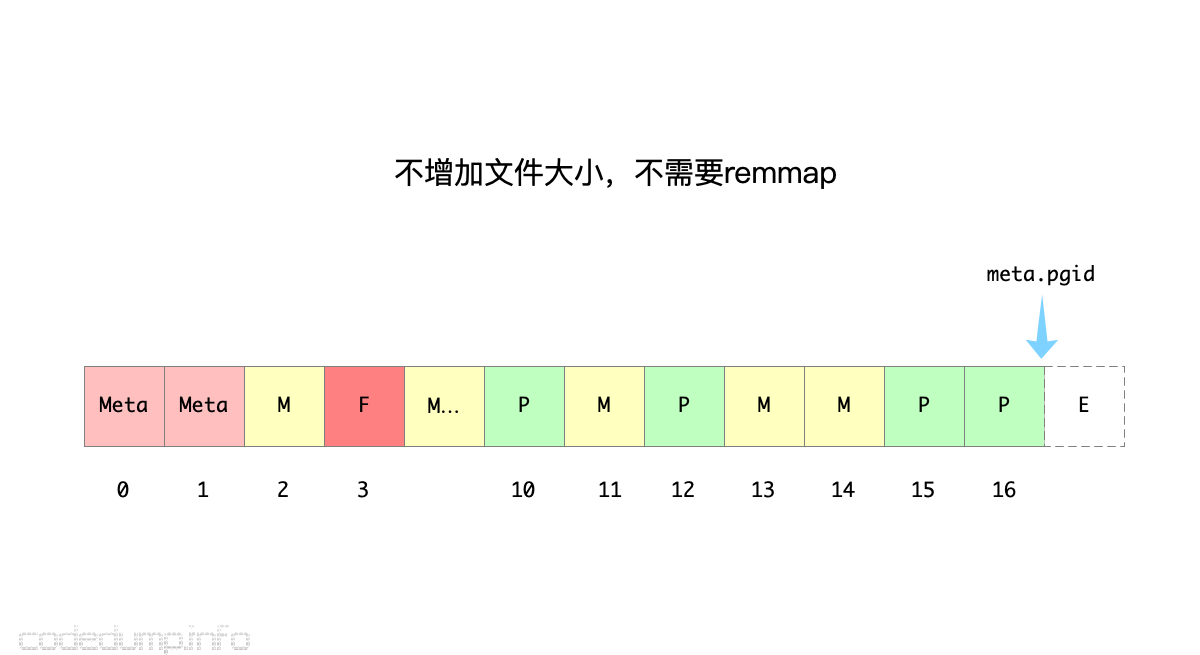 不增加文件大小，不需要remmap
meta.pgid
Meta Meta M F M... P M P M M P P E
0 1 2 3 10 11 12 13 14 15 16
codedump.info